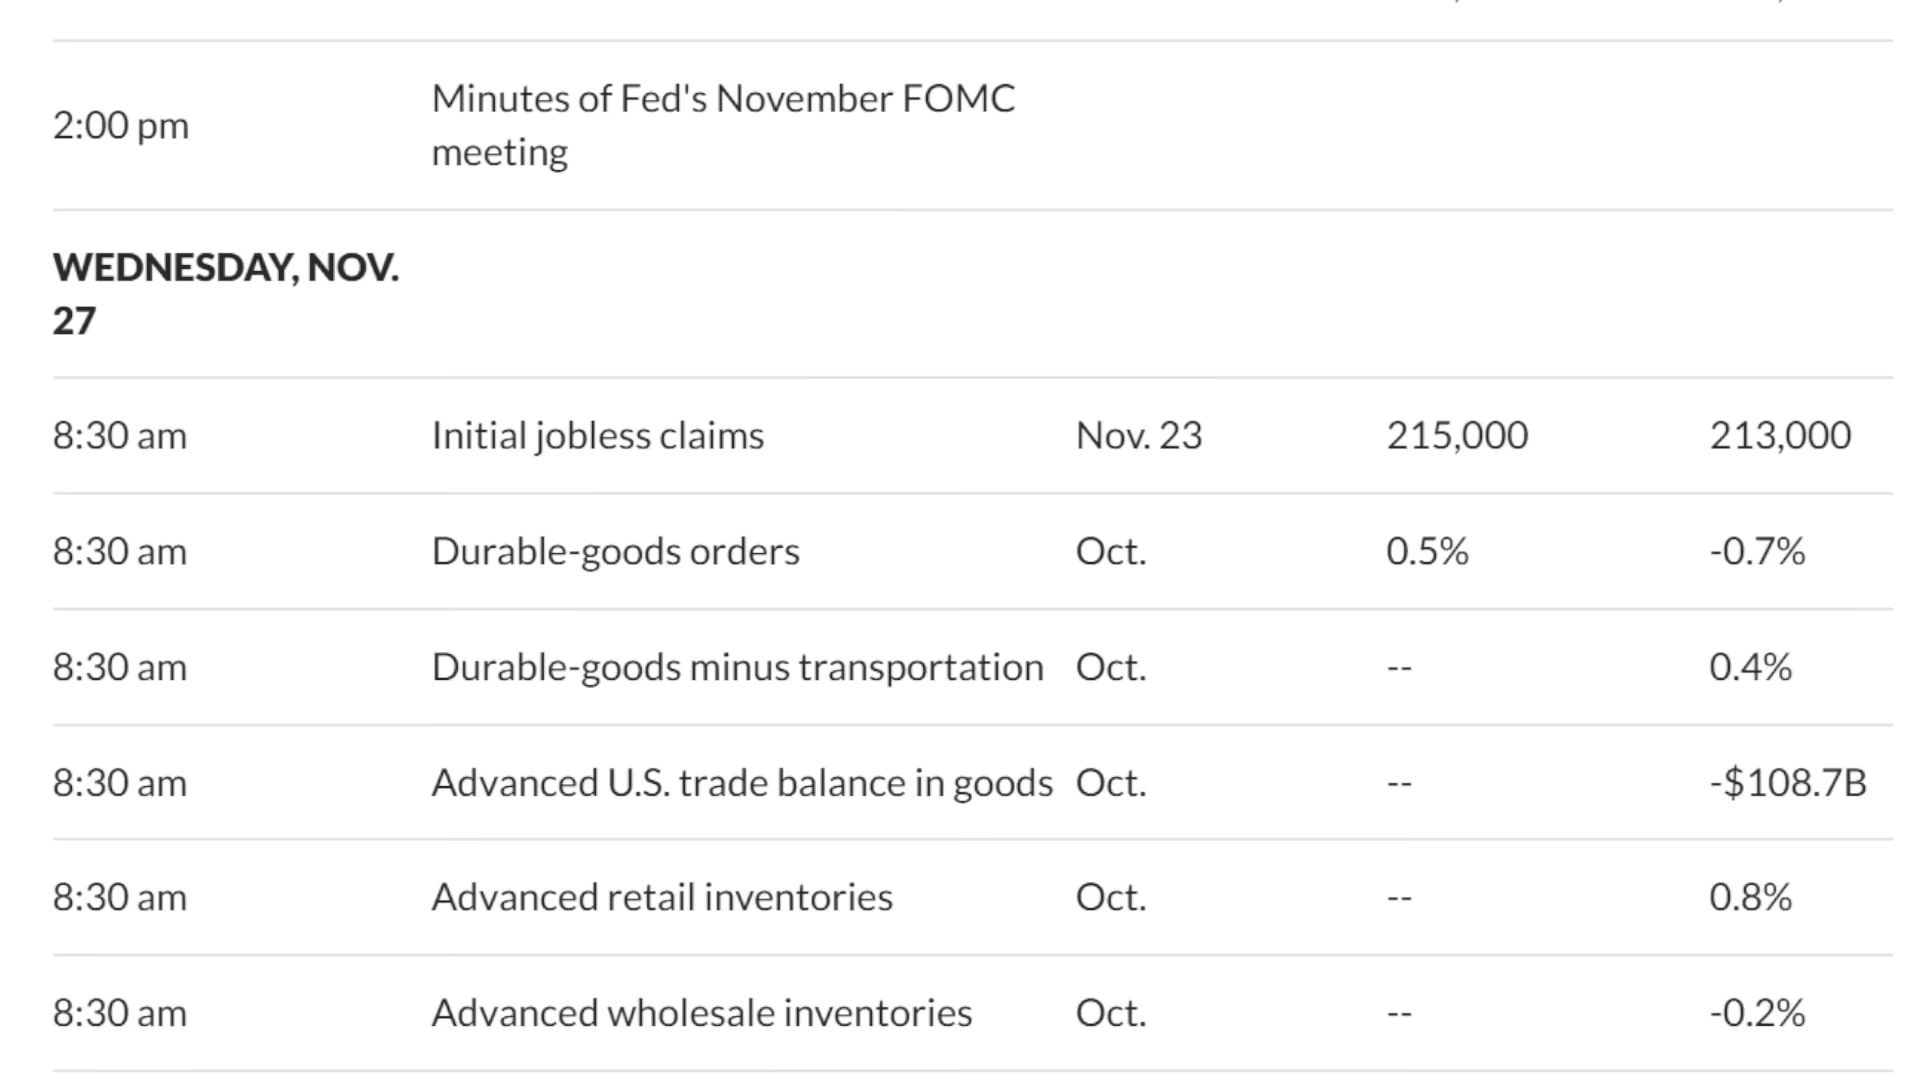 2:00 pm Minutes of Fed's November FOMC
meeting
WEDNESDAY, NOV.
27
8:30 am Initial jobless claims Nov. 23 215,000 213,000
8:30 am Durable-goods orders Oct. 0.5% -0.7%
8:30 am Durable-goods minus transportation Oct. -- 0.4%
8:30 am Advanced U.S. trade balance in goods Oct. -- -$108.7B
8:30 am Advanced retail inventories Oct. -- 0.8%
8:30 am Advanced wholesale inventories Oct. -- -0.2%